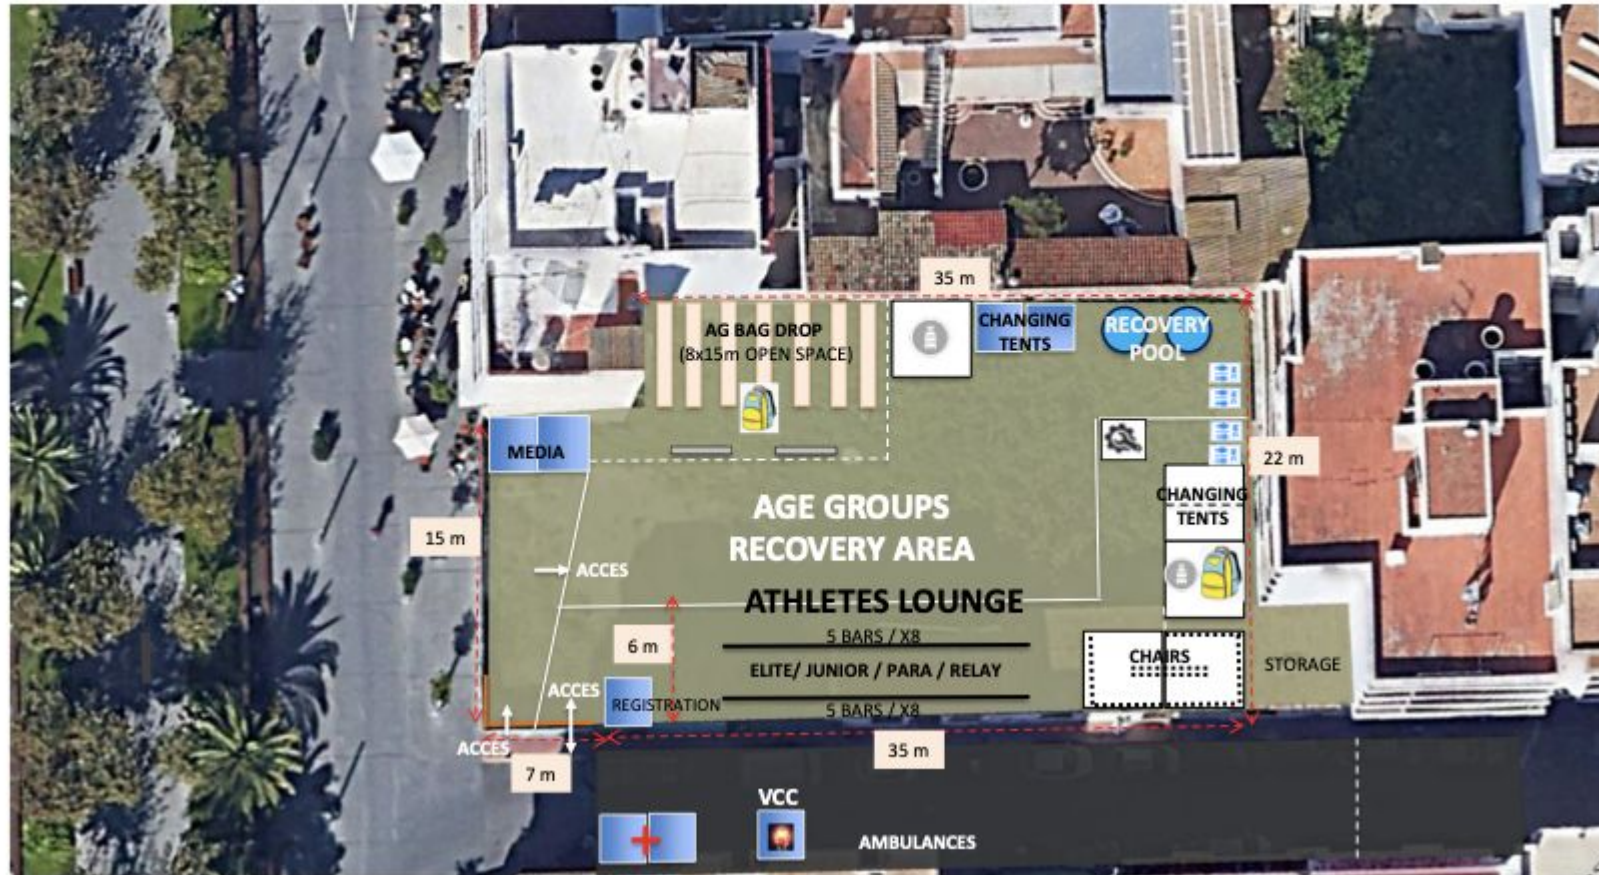 35 m
AG BAG DROP
(8x15m OPEN SPACE)
CHANGING
TENTS
RECOVERY
POOL
MEDIA
22 m
CHANGING
TENTS
AGE GROUPS
RECOVERY AREA
15 m
ACCES
ATHLETES LOUNGE
5 BARS / X8
6 m
ELITE/ JUNIOR / PARA / RELAY
CHAIRS
STORAGE
ACCES
REGISTRATION
5 BARS / X8
ACCES
35 m
7 m
VCC
AMBULANCES